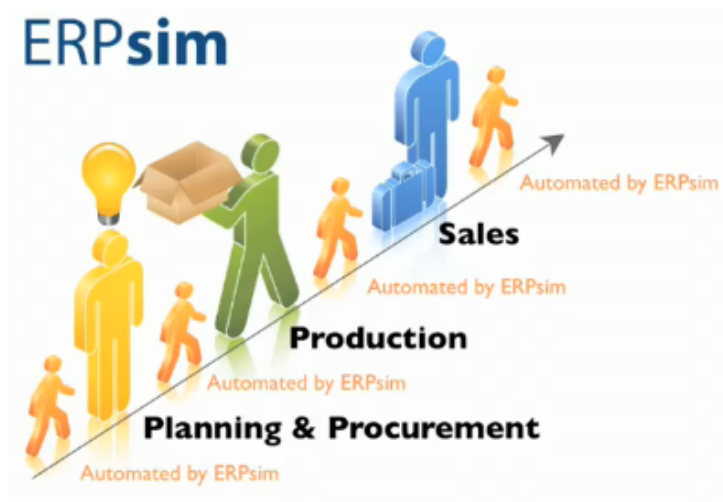 ERPsim
Automated by ERPsim
Sales
Automated by ERPsim
Production
Automated by ERPsim
Planning & Procurement
Automated by ERPsim